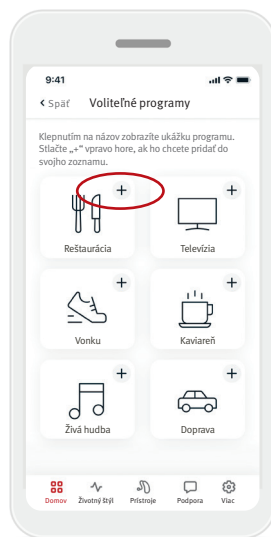 9:41
Späť Voliteľné programy
Klepnutím na názov zobrazíte ukážku programu.
Stlačte „+“ vpravo hore, ak ho chcete pridať do
svojho zoznamu.
+ +
Reštaurácia Televízia
+ +
Vonku Kaviareň
+ +
Živá hudba Doprava
Domov Životný štýl Prístroje Podpora Viac